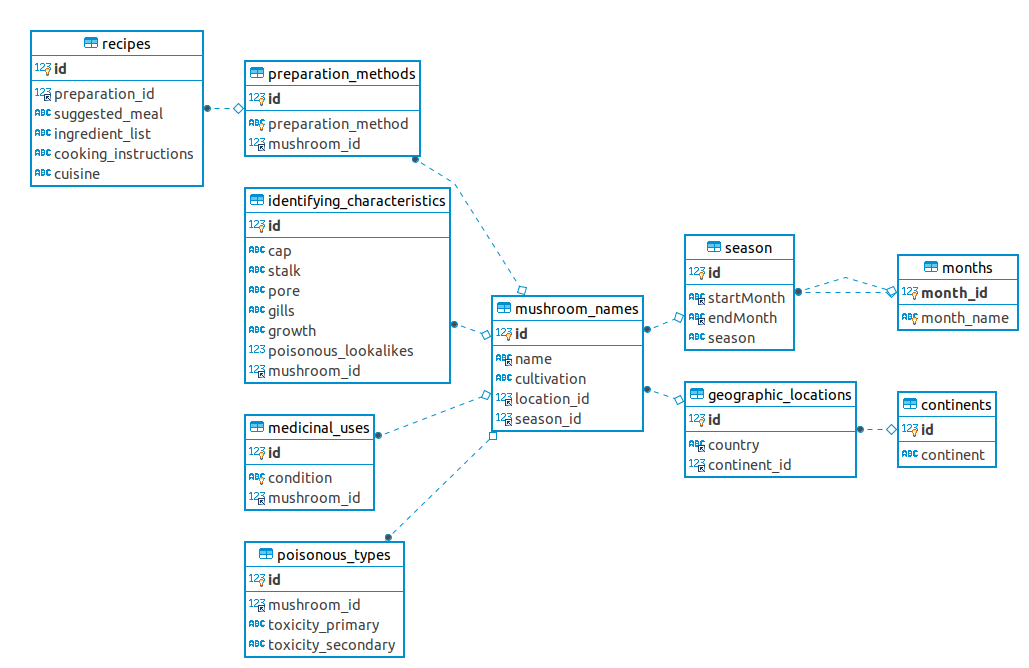 recipes
123 id
123 preparation_id
ABC suggested_meal
ABC ingredient_list
ABC cooking_instructions
ABC cuisine
preparation_methods
123 id
ABC preparation_method
123 mushroom_id
identifying_characteristics
123 id
ABC cap
ABC stalk
ABC pore
ABC gills
ABC growth
123 poisonous_lookalikes
123 mushroom_id
medicinal_uses
123 id
ABC condition
123 mushroom_id
poisonous_types
123 id
123 mushroom_id
ABC toxicity_primary
ABC toxicity_secondary
mushroom_names
123 id
ABC name
ABC cultivation
123 location_id
123 season_id
season
123 id
ABC startMonth
ABC endMonth
ABC season
geographic_locations
123 id
ABC country
123 continent_id
months
123 month_id
ABC month_name
continents
123 id
ABC continent